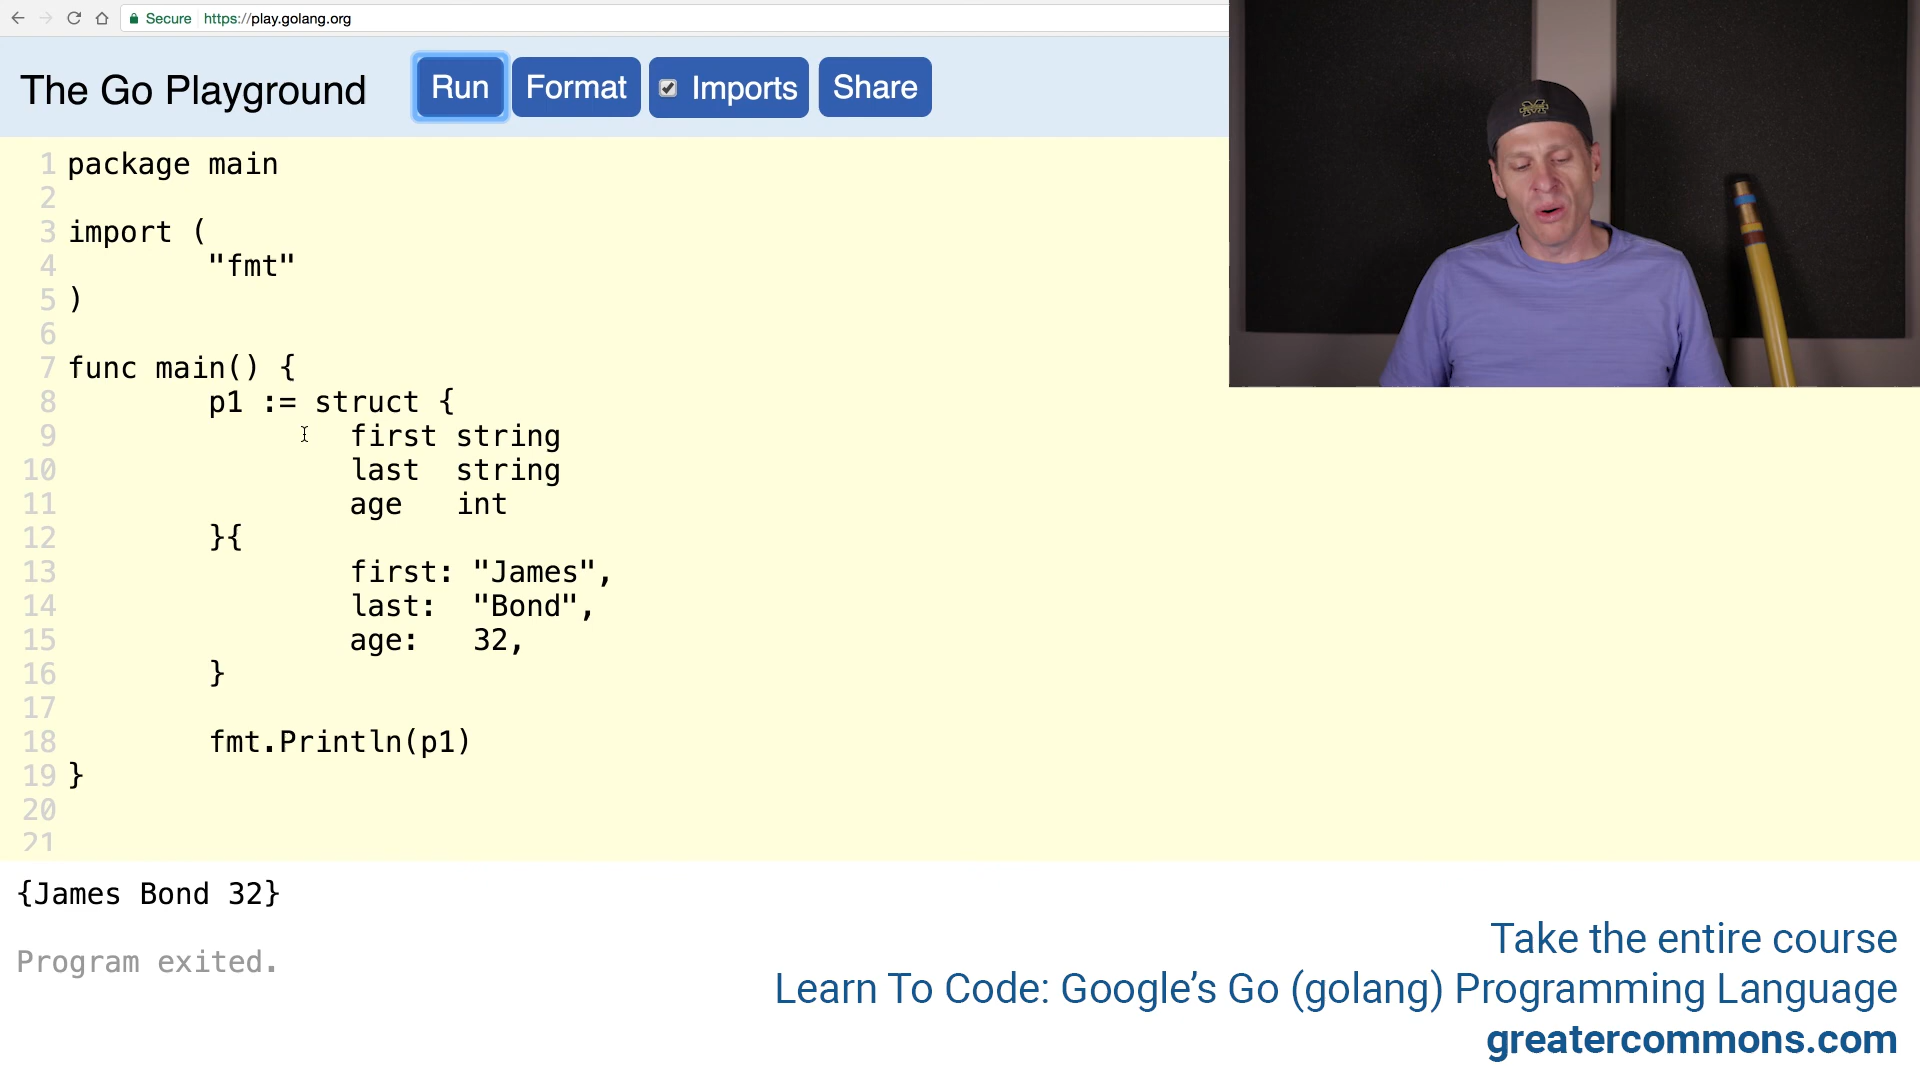 Secure https://play.golang.org
The Go Playground Run Format Imports Share
1 package main
2
3 import (
4 "fmt"
5 )
6
7 func main() {
8 p1 := struct {
9 first string
10 last string
11 age int
12 }{
13 first: "James",
14 last: "Bond",
15 age: 32,
16 }
17
18 fmt.Println(p1)
19 }
20
21
{James Bond 32}
Program exited.
Take the entire course
Learn To Code: Google’s Go (golang) Programming Language
greatercommons.com
M